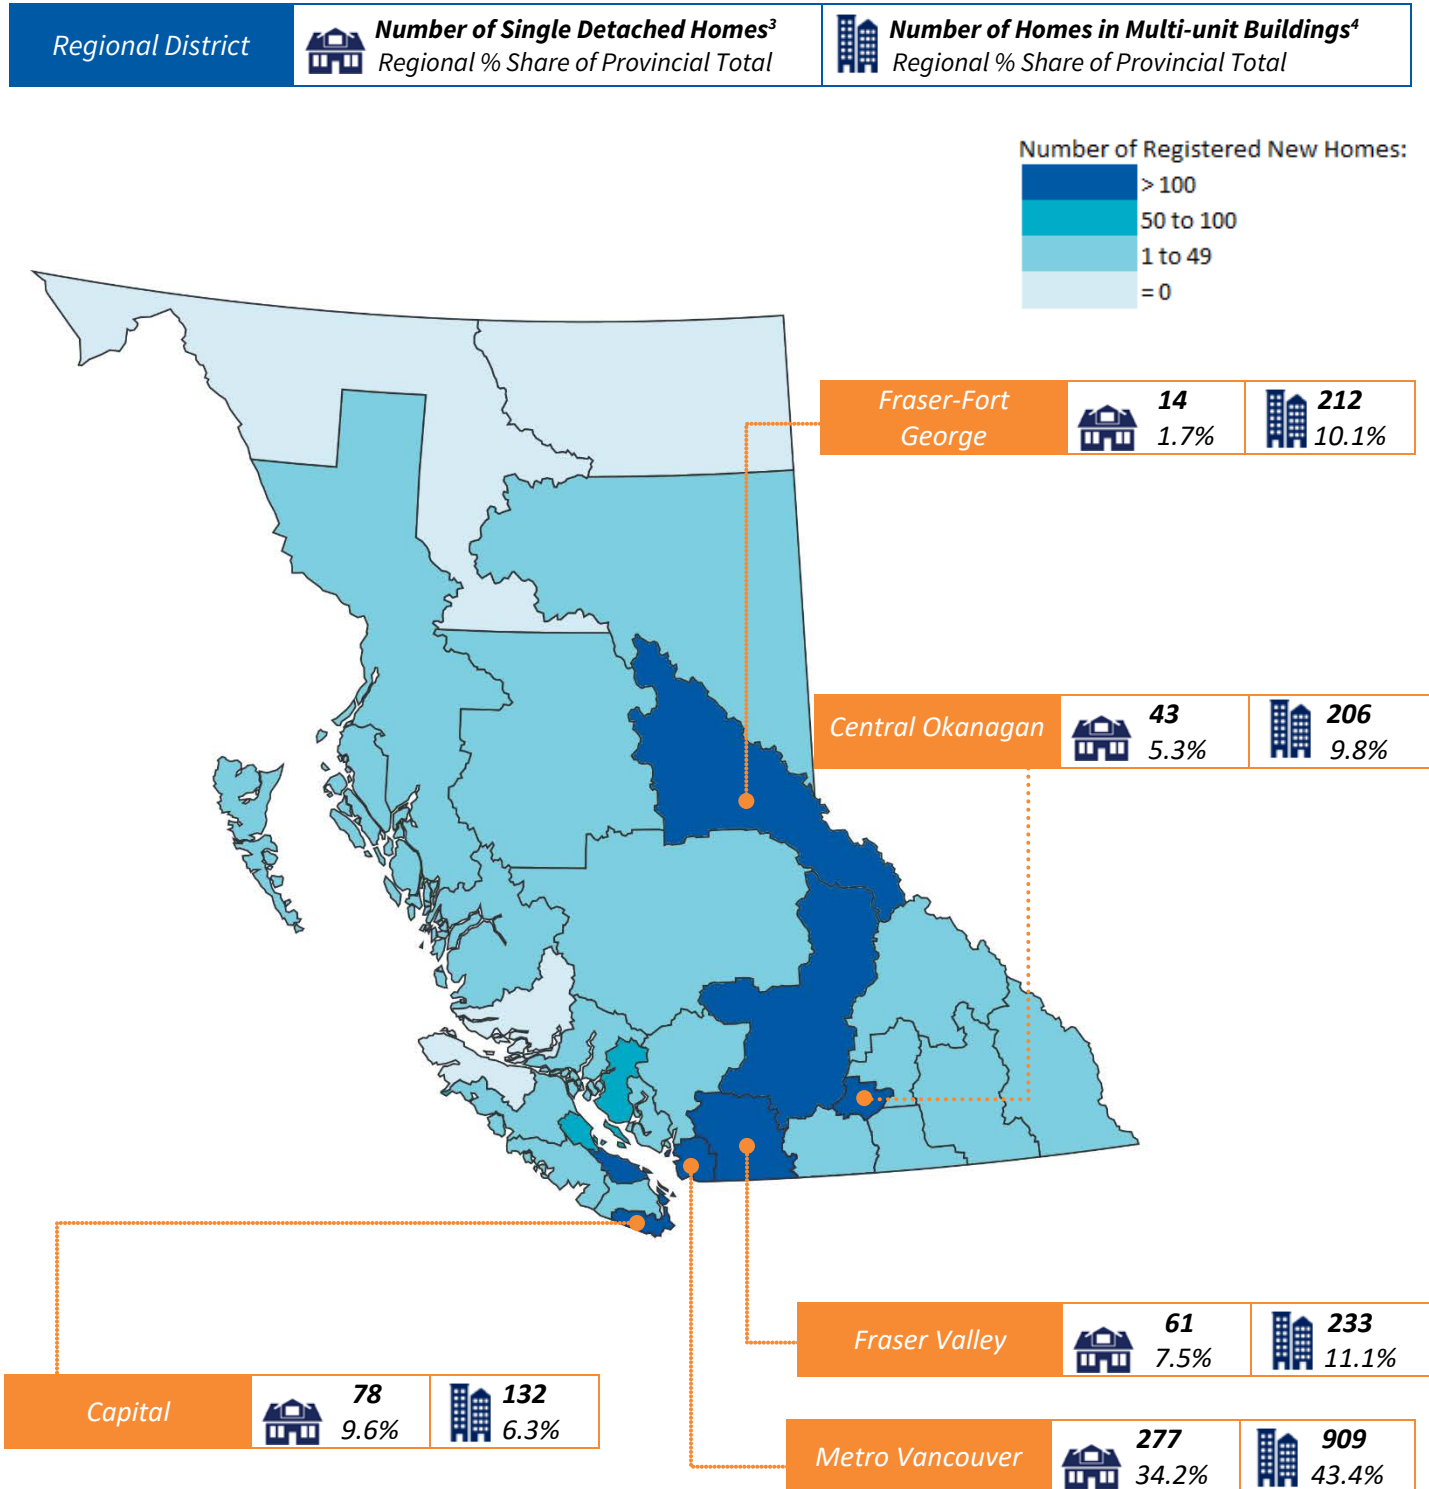 Regional District
Number of Single Detached Homes³
Regional % Share of Provincial Total
Number of Homes in Multi-unit Buildings⁴
Regional % Share of Provincial Total
Number of Registered New Homes:
> 100
50 to 100
1 to 49
= 0
Fraser-Fort
George
14
1.7%
212
10.1%
Central Okanagan
43
5.3%
206
9.8%
Fraser Valley
61
7.5%
233
11.1%
Capital
78
9.6%
132
6.3%
Metro Vancouver
277
34.2%
909
43.4%